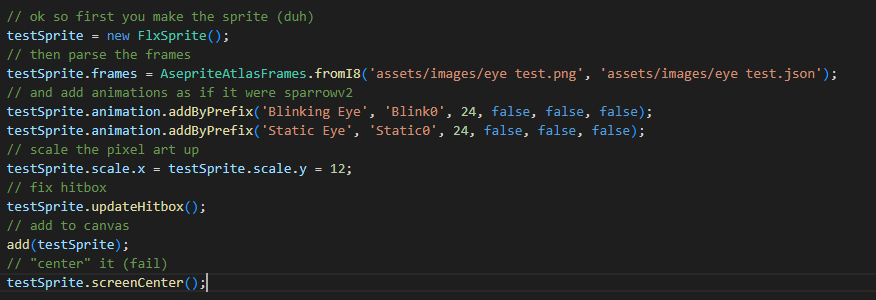 // ok so first you make the sprite (duh)
testSprite = new FlxSprite();
// then parse the frames
testSprite.frames = AsepriteAtlasFrames.fromI8('assets/images/eye test.png', 'assets/images/eye test.json');
// and add animations as if it were sparrowv2
testSprite.animation.addByPrefix('Blinking Eye', 'Blink0', 24, false, false, false);
testSprite.animation.addByPrefix('Static Eye', 'Static0', 24, false, false, false);
// scale the pixel art up
testSprite.scale.x = testSprite.scale.y = 12;
// fix hitbox
testSprite.updateHitbox();
// add to canvas
add(testSprite);
// "center" it (fail)
testSprite.screenCenter();